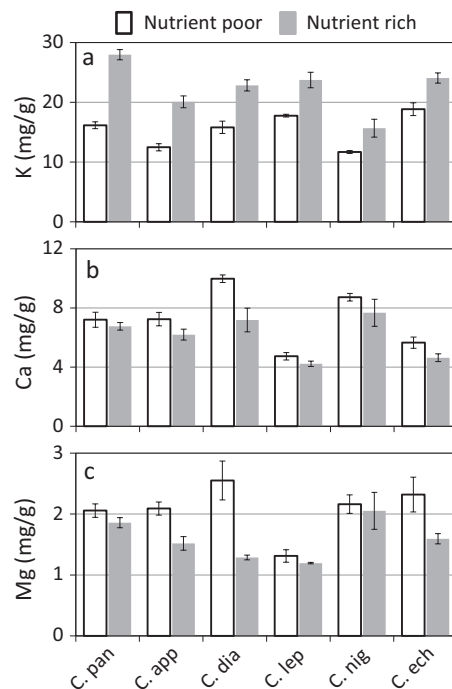 Nutrient poor Nutrient rich
a
K (mg/g)
30
20
10
0
b
Ca (mg/g)
12
8
4
0
c
Mg (mg/g)
3
2
1
0
C. pan C. app C. dia C. lep C. nig C. ech